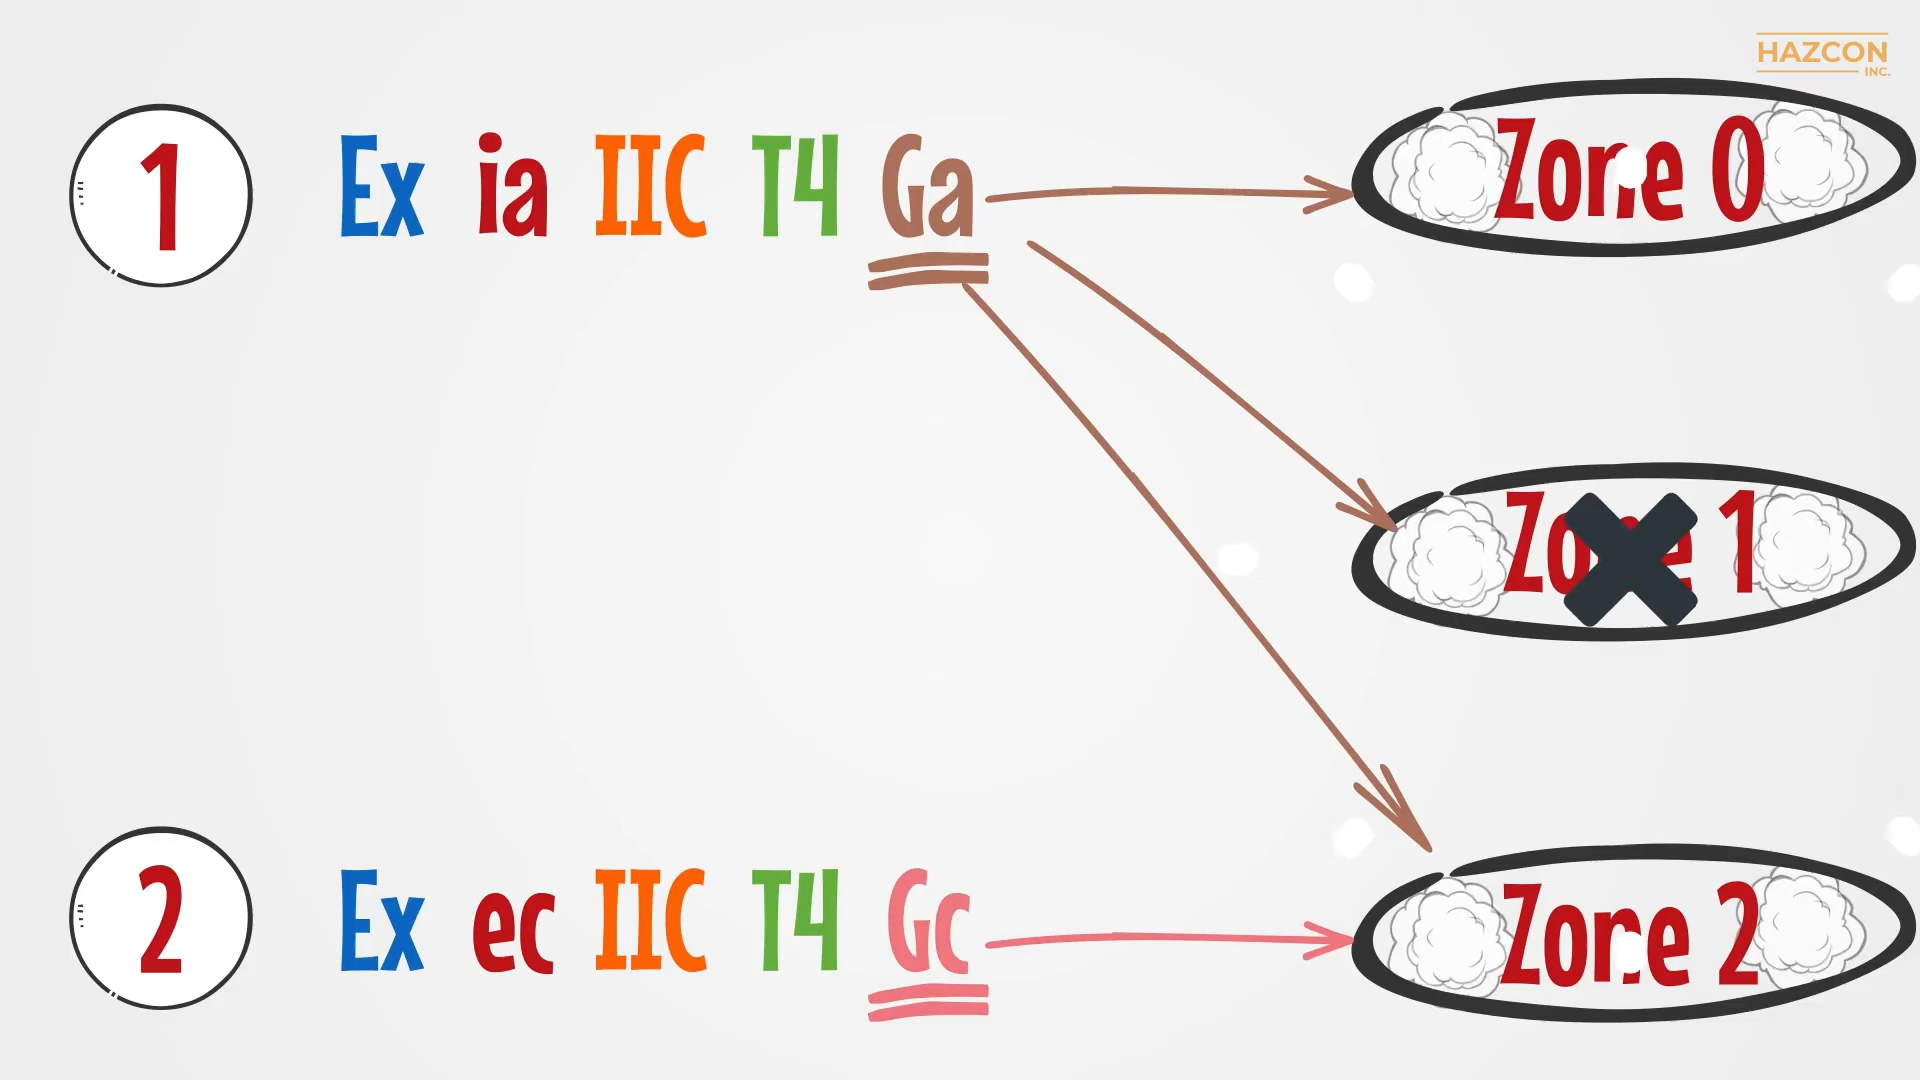 HAZCON
INC.
1
Ex ia IIC T4 Ga
Zone 0
Zone 1
2
Ex ec IIC T4 Gc
Zone 2